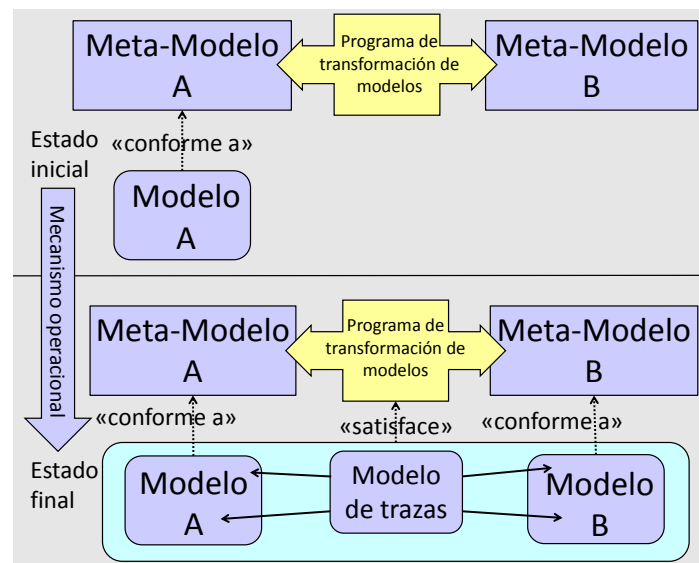 Meta-Modelo
A
Programa de
transformación de
modelos
Meta-Modelo
B
Estado
inicial
«conforme a»
Modelo
A
Mecanismo operacional
Meta-Modelo
A
Programa de
transformación de
modelos
Meta-Modelo
B
«conforme a»
«satisface»
«conforme a»
Estado
final
Modelo
A
Modelo
de trazas
Modelo
B